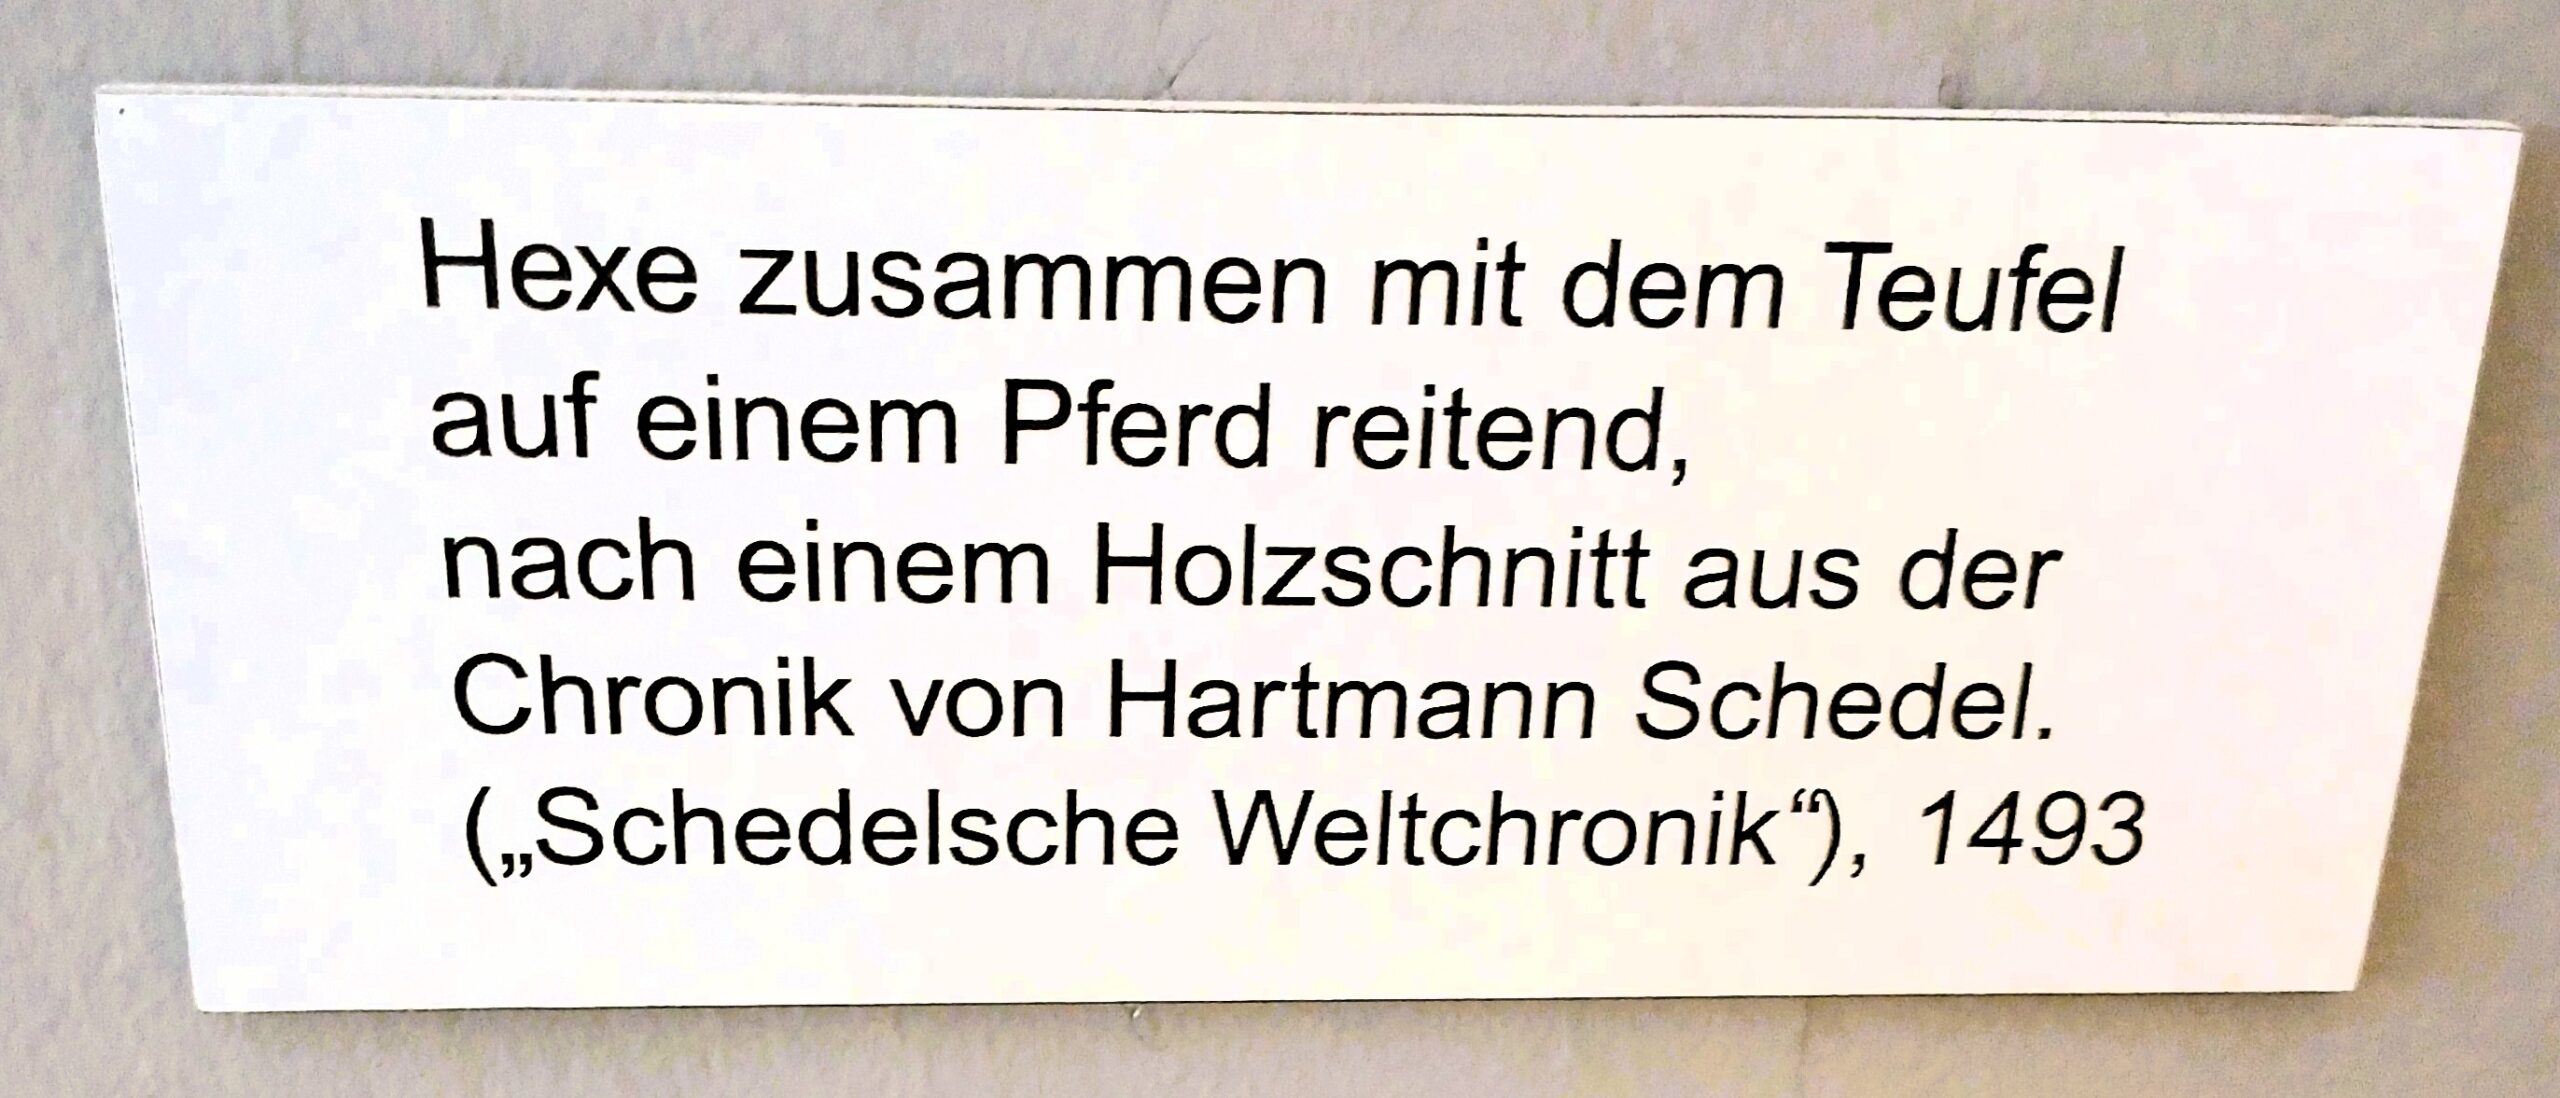 Hexe zusammen mit dem Teufel
auf einem Pferd reitend,
nach einem Holzschnitt aus der
Chronik von Hartmann Schedel.
(„Schedelsche Weltchronik“), 1493